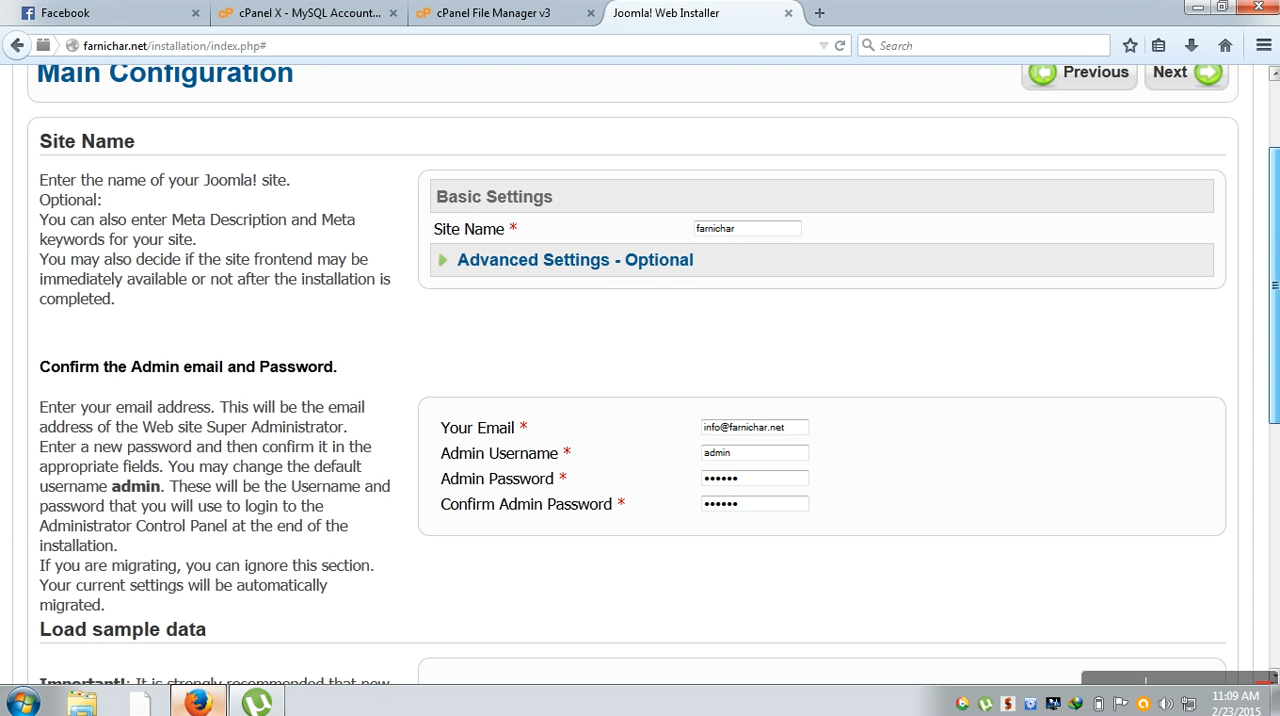 Facebook
cPanel X - MySQL Account...
cPanel File Manager v3
Joomla! Web Installer
farnichar.net/installation/index.php#
Search
Main Configuration
Previous
Next
Site Name
Enter the name of your Joomla! site.
Optional:
You can also enter Meta Description and Meta
keywords for your site.
You may also decide if the site frontend may be
immediately available or not after the installation is
completed.
Basic Settings
Site Name *
farnichar
Advanced Settings - Optional
Confirm the Admin email and Password.
Enter your email address. This will be the email
address of the Web site Super Administrator.
Enter a new password and then confirm it in the
appropriate fields. You may change the default
username admin. These will be the Username and
password that you will use to login to the
Administrator Control Panel at the end of the
installation.
If you are migrating, you can ignore this section.
Your current settings will be automatically
migrated.
Your Email *
info@farnichar.net
Admin Username *
admin
Admin Password *
••••••
Confirm Admin Password *
••••••
Load sample data
Important!: It is strongly recommended that new
11:09 AM
2/23/2015